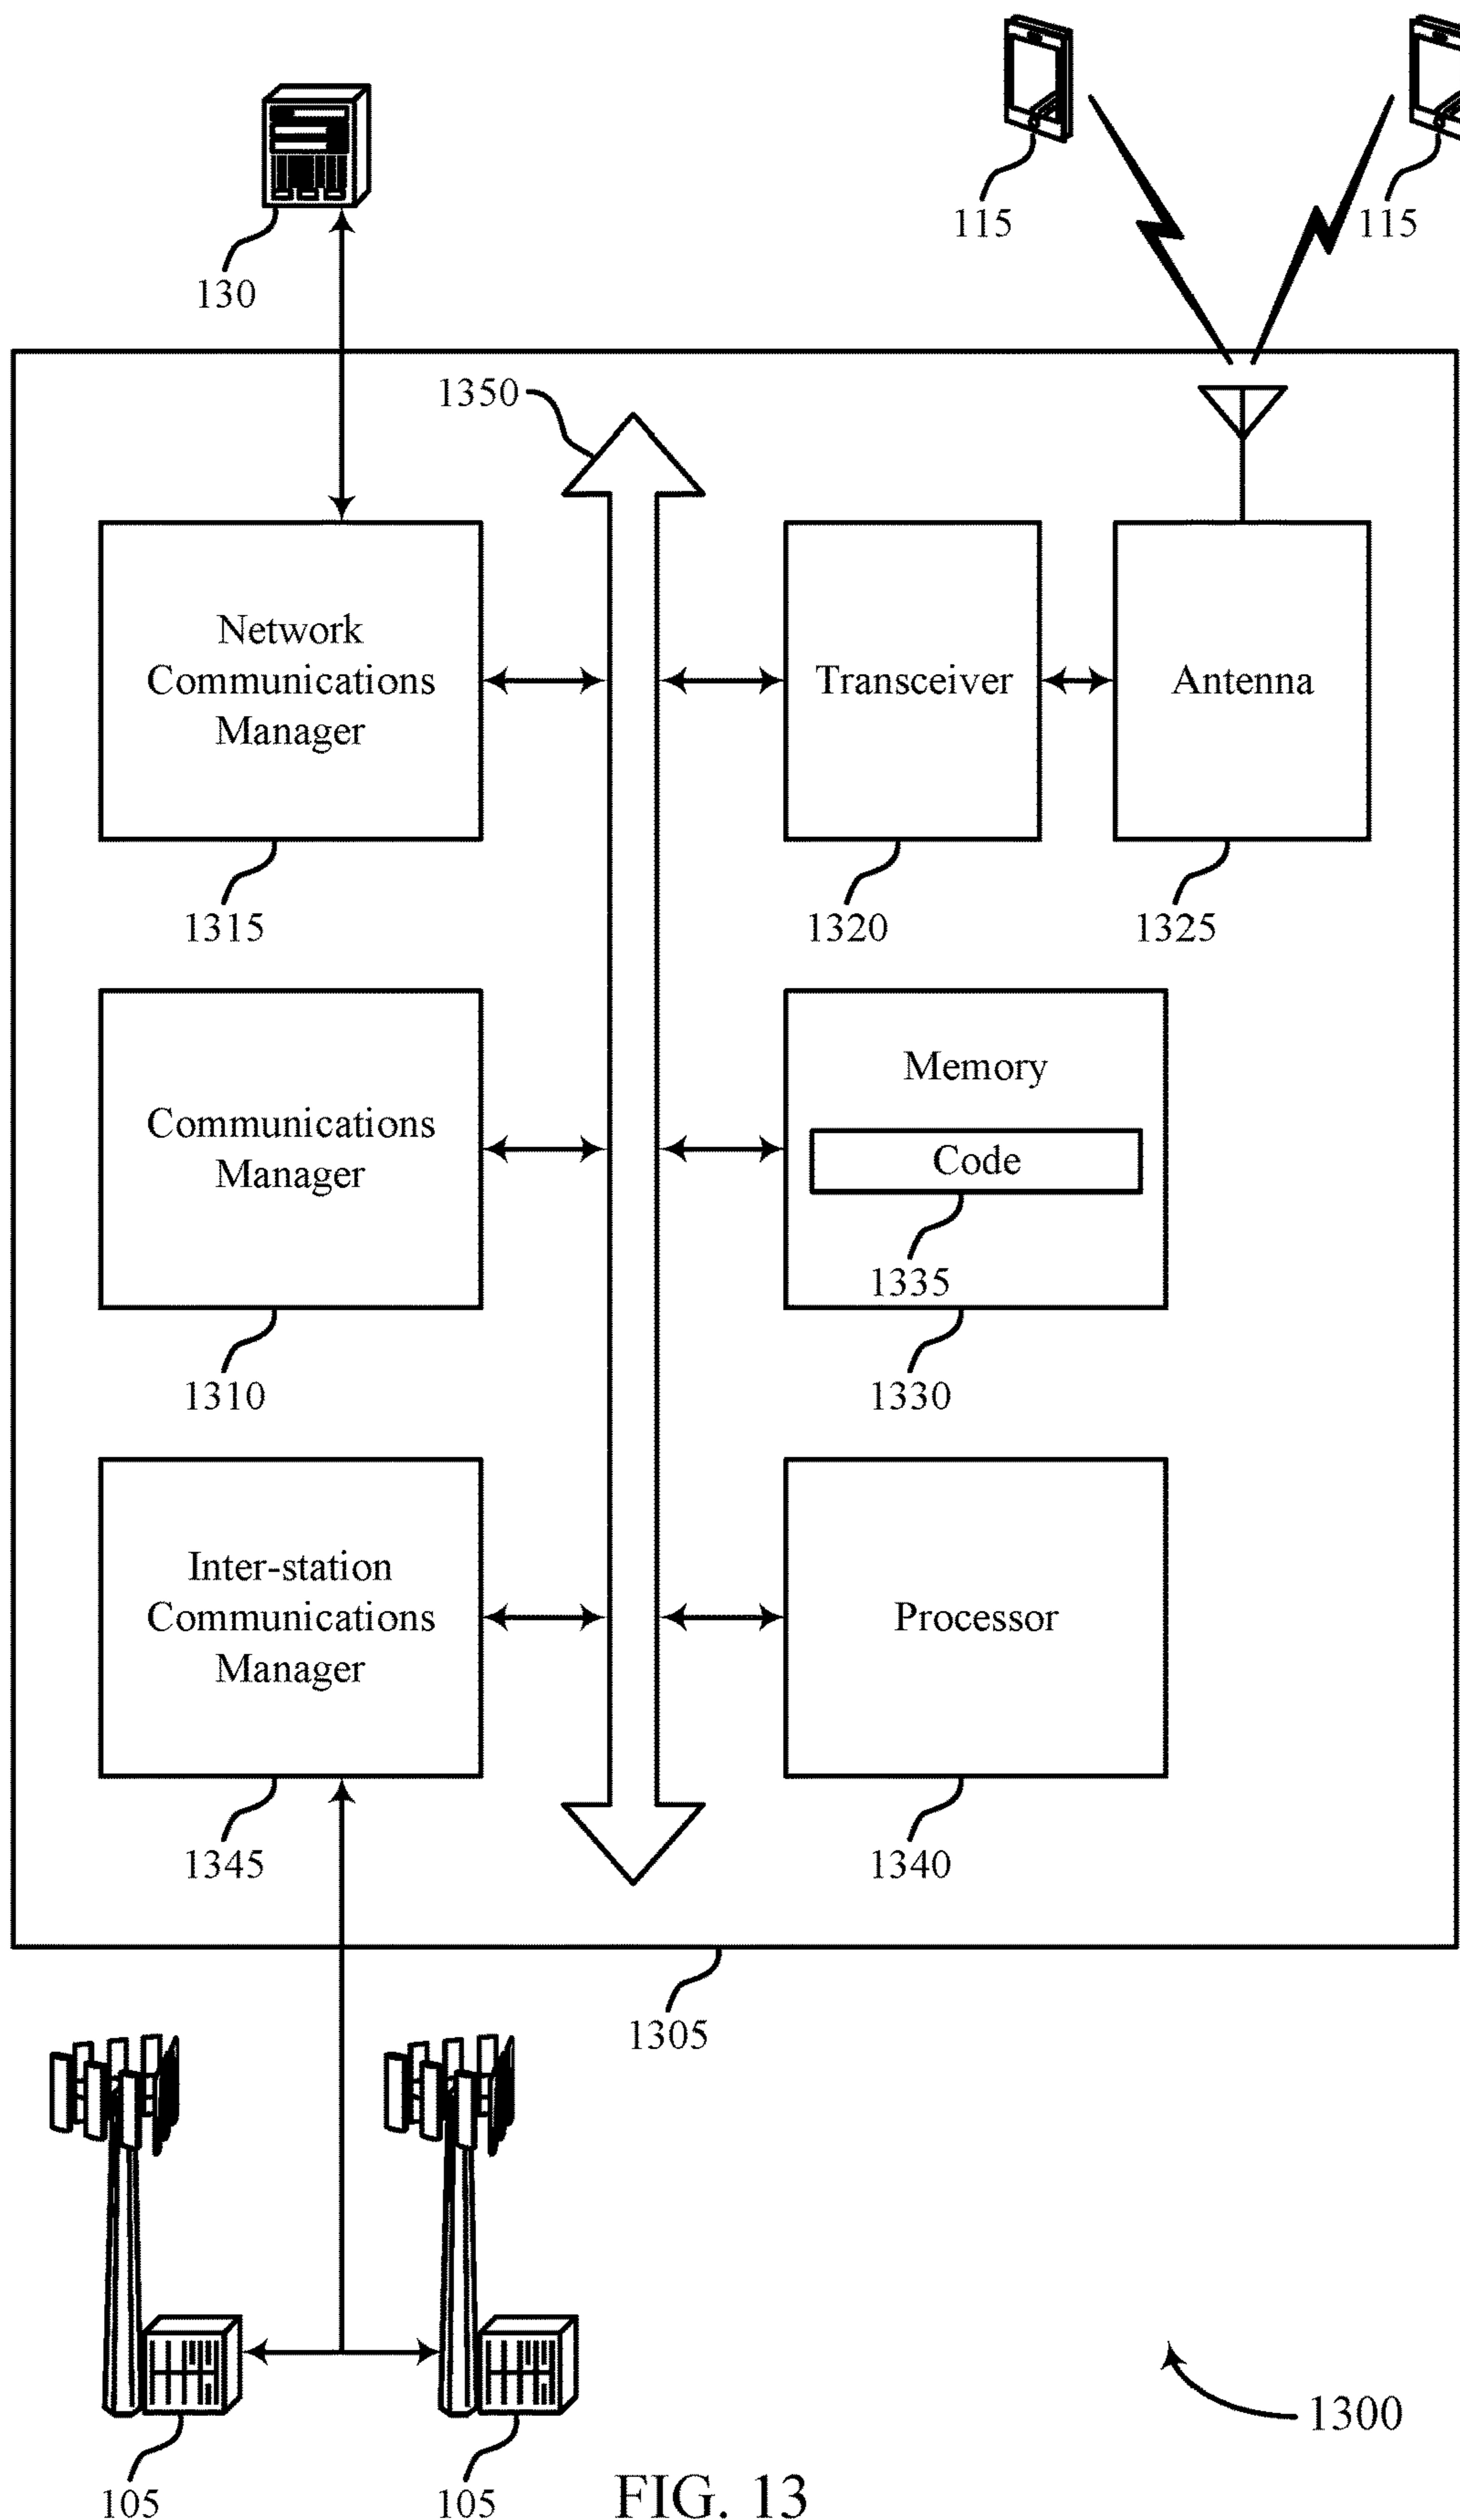 130
115
115
1350
Network
Communications
Manager
Transceiver
Antenna
1315
1320
1325
Communications
Manager
Memory
Code
1335
1310
1330
Inter-station
Communications
Manager
Processor
1345
1340
1305
1300
105
105
FIG. 13